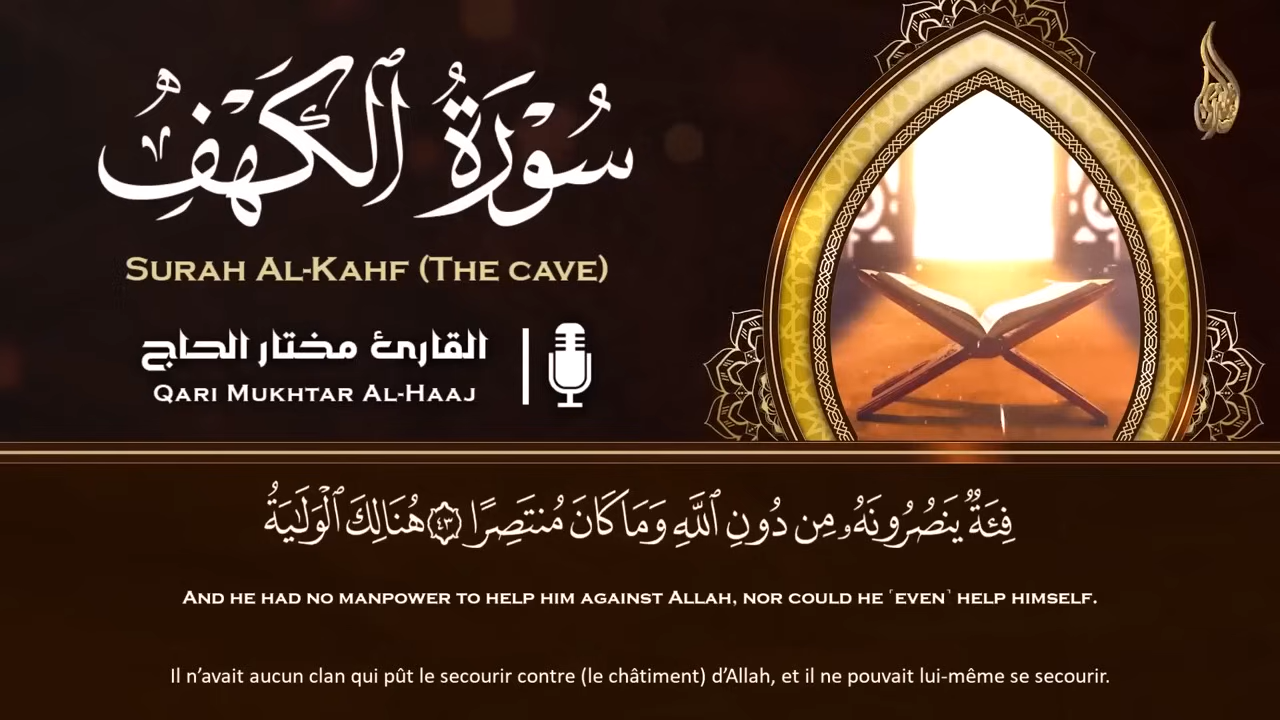 سُورَةُ ٱلْكَهْفِ
SURAH AL-KAHF (THE CAVE)
القارئ مختار الحاج
QARI MUKHTAR AL-HAAJ
فِئَةٌ يَنصُرُونَهُۥ مِن دُونِ ٱللَّهِ وَمَا كَانَ مُنتَصِرًا ٤٣ هُنَالِكَ ٱلْوَلَـٰيَةُ
AND HE HAD NO MANPOWER TO HELP HIM AGAINST ALLAH, NOR COULD HE ˹EVEN˺ HELP HIMSELF.
Il n’avait aucun clan qui pût le secourir contre (le châtiment) d’Allah, et il ne pouvait lui-même se secourir.